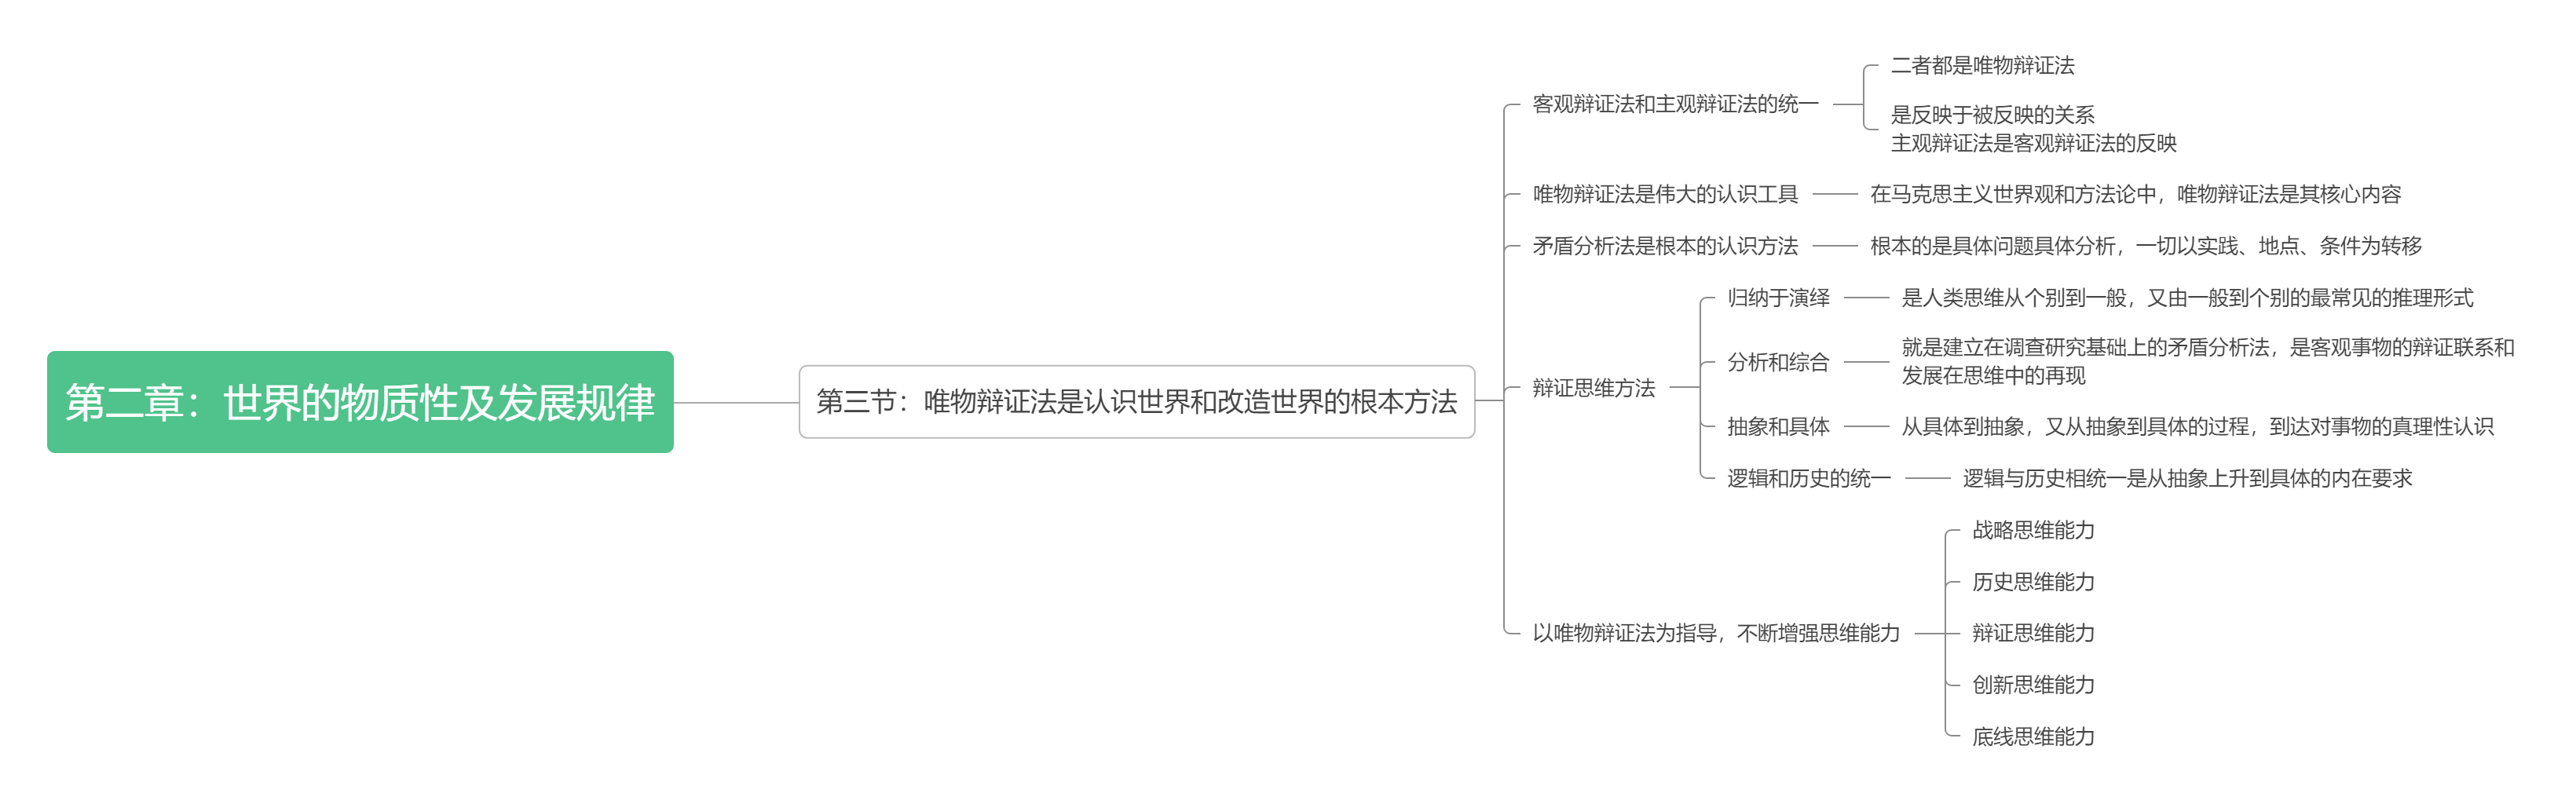 第二章：世界的物质性及发展规律
第三节：唯物辩证法是认识世界和改造世界的根本方法
客观辩证法和主观辩证法的统一
二者都是唯物辩证法
是反映于被反映的关系
主观辩证法是客观辩证法的反映
唯物辩证法是伟大的认识工具
在马克思主义世界观和方法论中，唯物辩证法是其核心内容
矛盾分析法是根本的认识方法
根本的是具体问题具体分析，一切以实践、地点、条件为转移
辩证思维方法
归纳于演绎
是人类思维从个别到一般，又由一般到个别的最常见的推理形式
分析和综合
就是建立在调查研究基础上的矛盾分析法，是客观事物的辩证联系和
发展在思维中的再现
抽象和具体
从具体到抽象，又从抽象到具体的过程，到达对事物的真理性认识
逻辑和历史的统一
逻辑与历史相统一是从抽象上升到具体的内在要求
以唯物辩证法为指导，不断增强思维能力
战略思维能力
历史思维能力
辩证思维能力
创新思维能力
底线思维能力